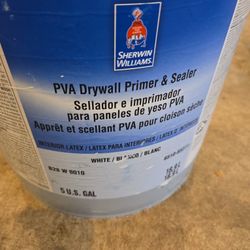 SHERWIN
WILLIAMS
PVA Drywall Primer & Sealer
Sellador e imprimador
para paneles de yeso PVA
Apprêt et scellant PVA pour cloison sèche
INTERIOR LATEX / LATEX PARA INTERIORES / LATEX
WHITE / BLANCO / BLANC
B28 W 8010
5 U.S. GAL